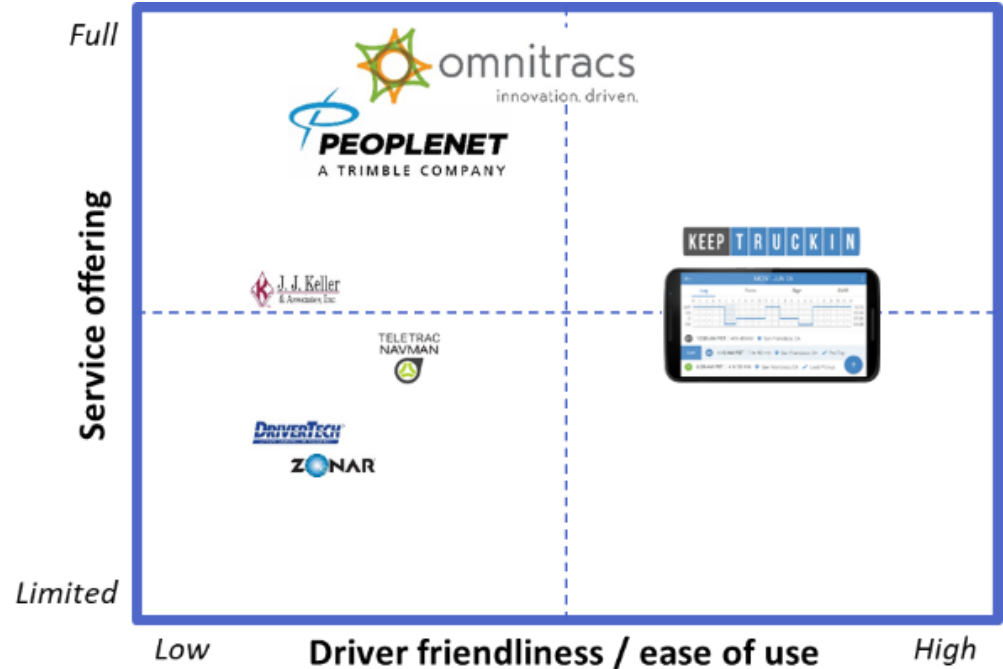 Full
omnitracs
innovation. driven.
PEOPLENET
A TRIMBLE COMPANY
Service offering
KEEP TRUCKIN
J. J. Keller
& Associates, Inc.
TELETRAC
NAVMAN
DRIVERTECH
ZONAR
Limited
Low
Driver friendliness / ease of use
High